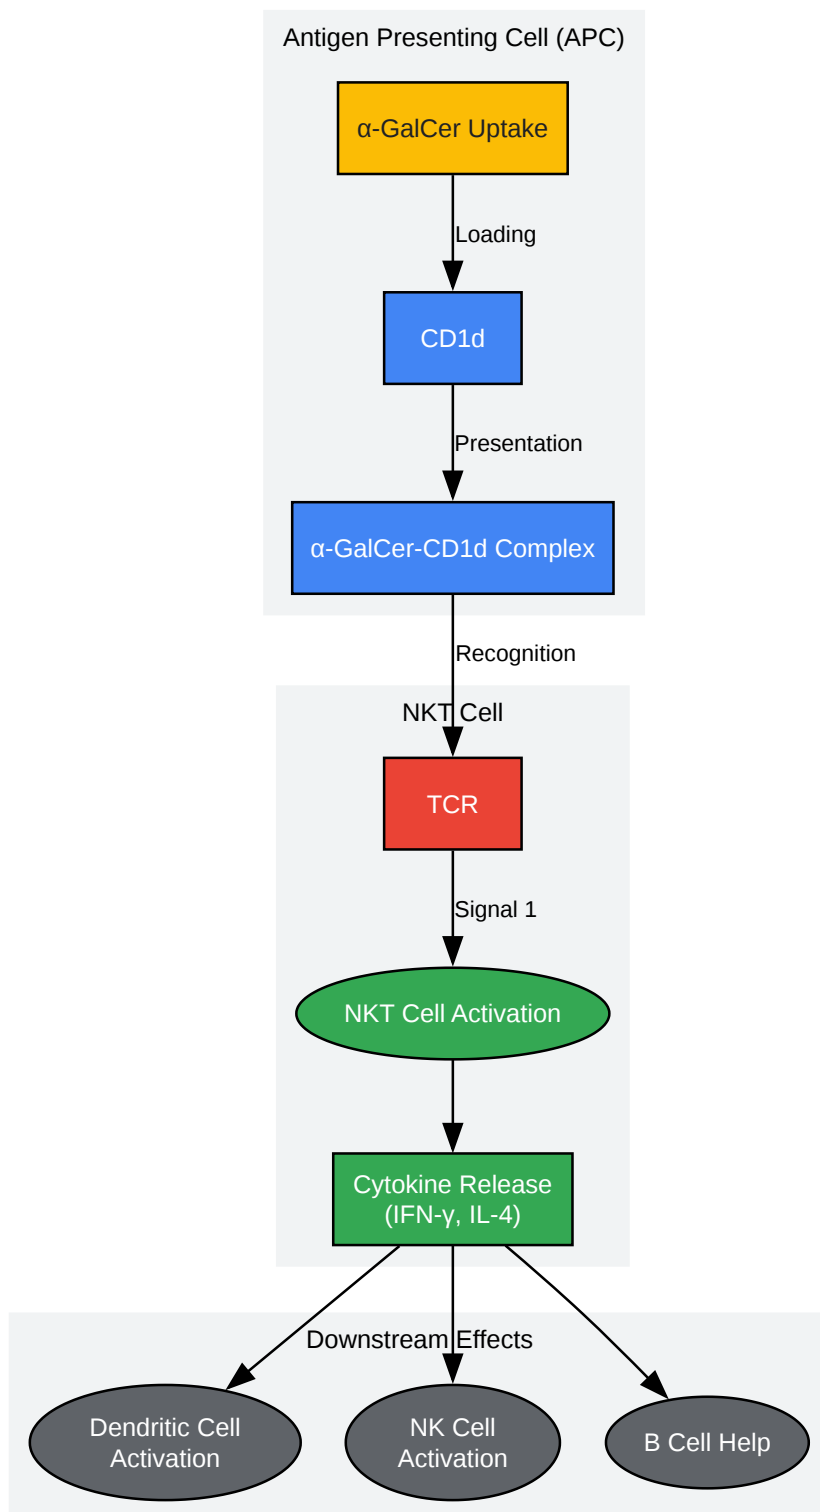 Antigen Presenting Cell (APC)
α-GalCer Uptake
Loading
CD1d
Presentation
α-GalCer-CD1d Complex
Recognition
NKT Cell
TCR
Signal 1
NKT Cell Activation
Cytokine Release
(IFN-γ, IL-4)
Downstream Effects
Dendritic Cell
Activation
NK Cell
Activation
B Cell Help